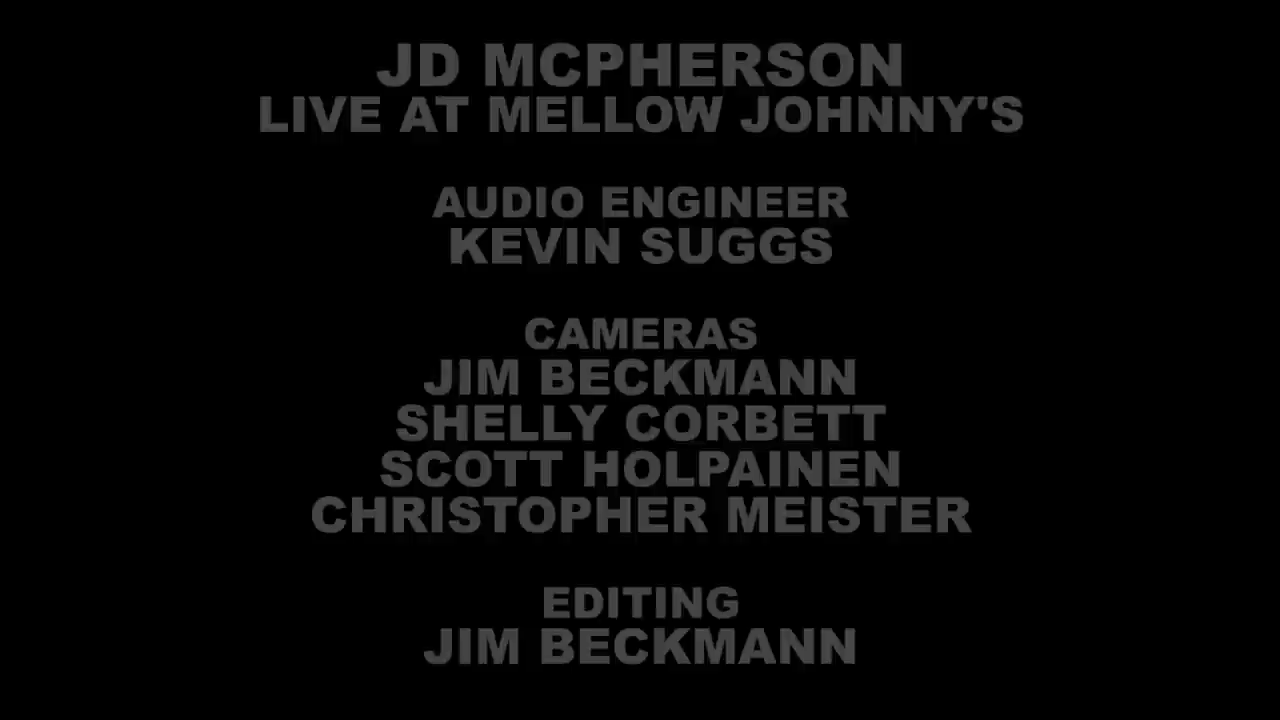 JD MCPHERSON
LIVE AT MELLOW JOHNNY'S
AUDIO ENGINEER
KEVIN SUGGS
CAMERAS
JIM BECKMANN
SHELLY CORBETT
SCOTT HOLPAINEN
CHRISTOPHER MEISTER
EDITING
JIM BECKMANN